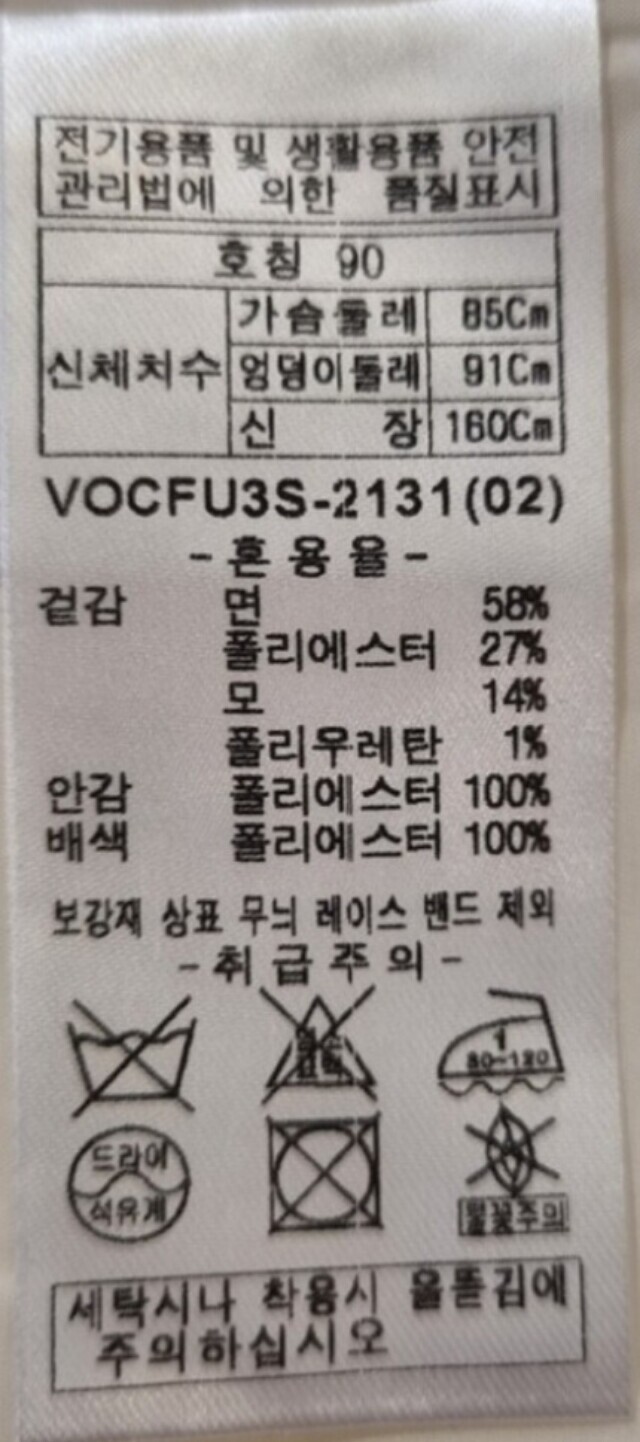 전기용품 및 생활용품 안전
관리법에 의한 품질표시
호칭 90
신체치수
가슴둘레 85Cm
엉덩이둘레 91Cm
신 장 160Cm
VOCFU3S-2131(02)
- 혼용율 -
겉감 면 58%
폴리에스터 27%
모 14%
폴리우레탄 1%
안감 폴리에스터 100%
배색 폴리에스터 100%
보강재 상표 무늬 레이스 밴드 제외
- 취급주의 -
염소
표백
1
80~120
드라이
석유계
불꽃주의
세탁시나 착용시 올뜯김에
주의하십시오